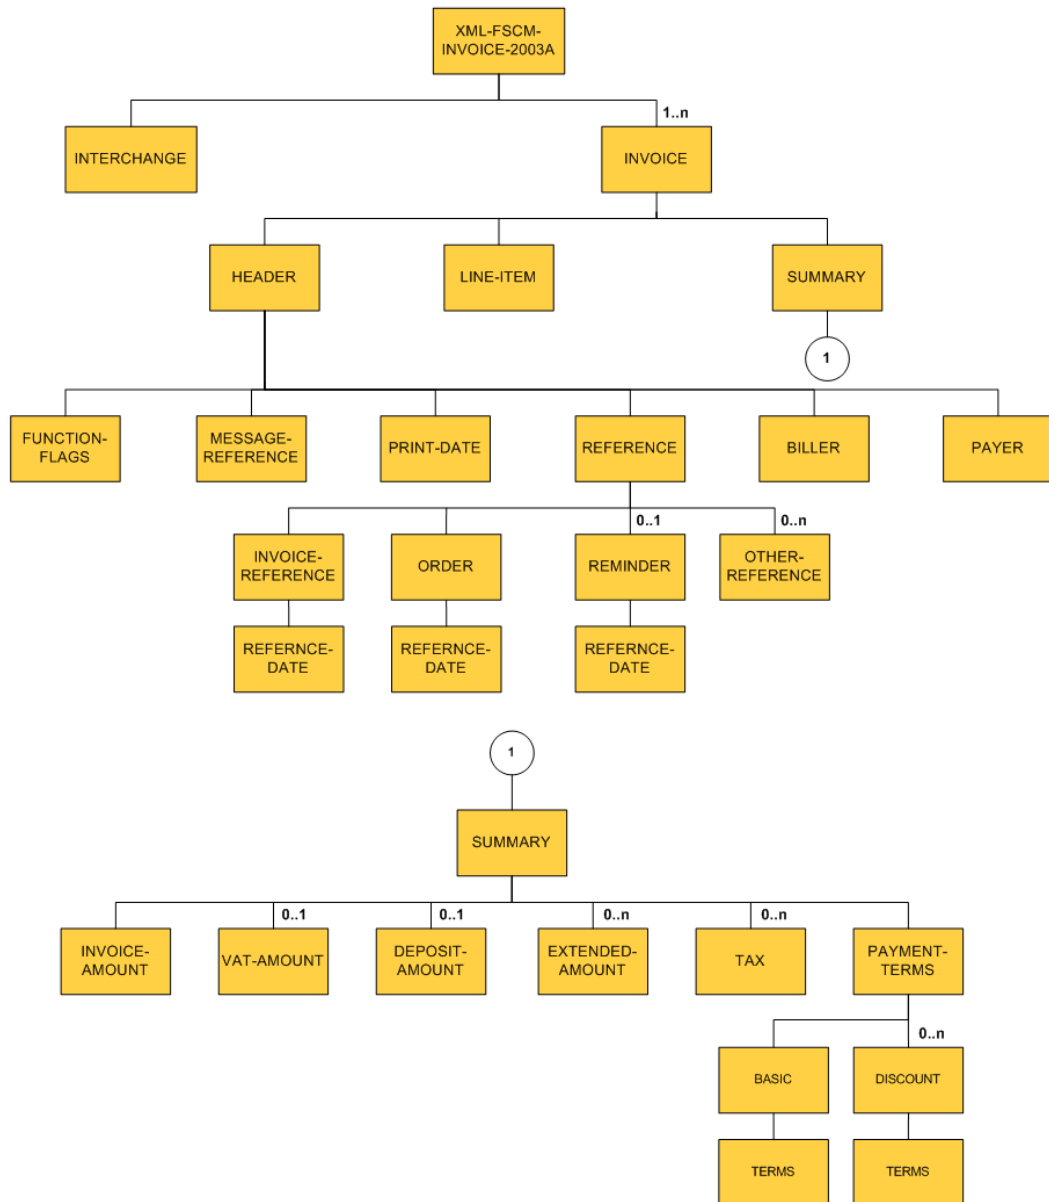 XML-FSCM-
INVOICE-2003A
1..n
INTERCHANGE
INVOICE
HEADER
LINE-ITEM
SUMMARY
1
FUNCTION-
FLAGS
MESSAGE-
REFERENCE
PRINT-DATE
REFERENCE
BILLER
PAYER
0..1
0..n
INVOICE-
REFERENCE
ORDER
REMINDER
OTHER-
REFERENCE
REFERNCE-
DATE
REFERNCE-
DATE
REFERNCE-
DATE
1
SUMMARY
0..1
0..1
0..n
0..n
INVOICE-
AMOUNT
VAT-AMOUNT
DEPOSIT-
AMOUNT
EXTENDED-
AMOUNT
TAX
PAYMENT-
TERMS
0..n
BASIC
DISCOUNT
TERMS
TERMS